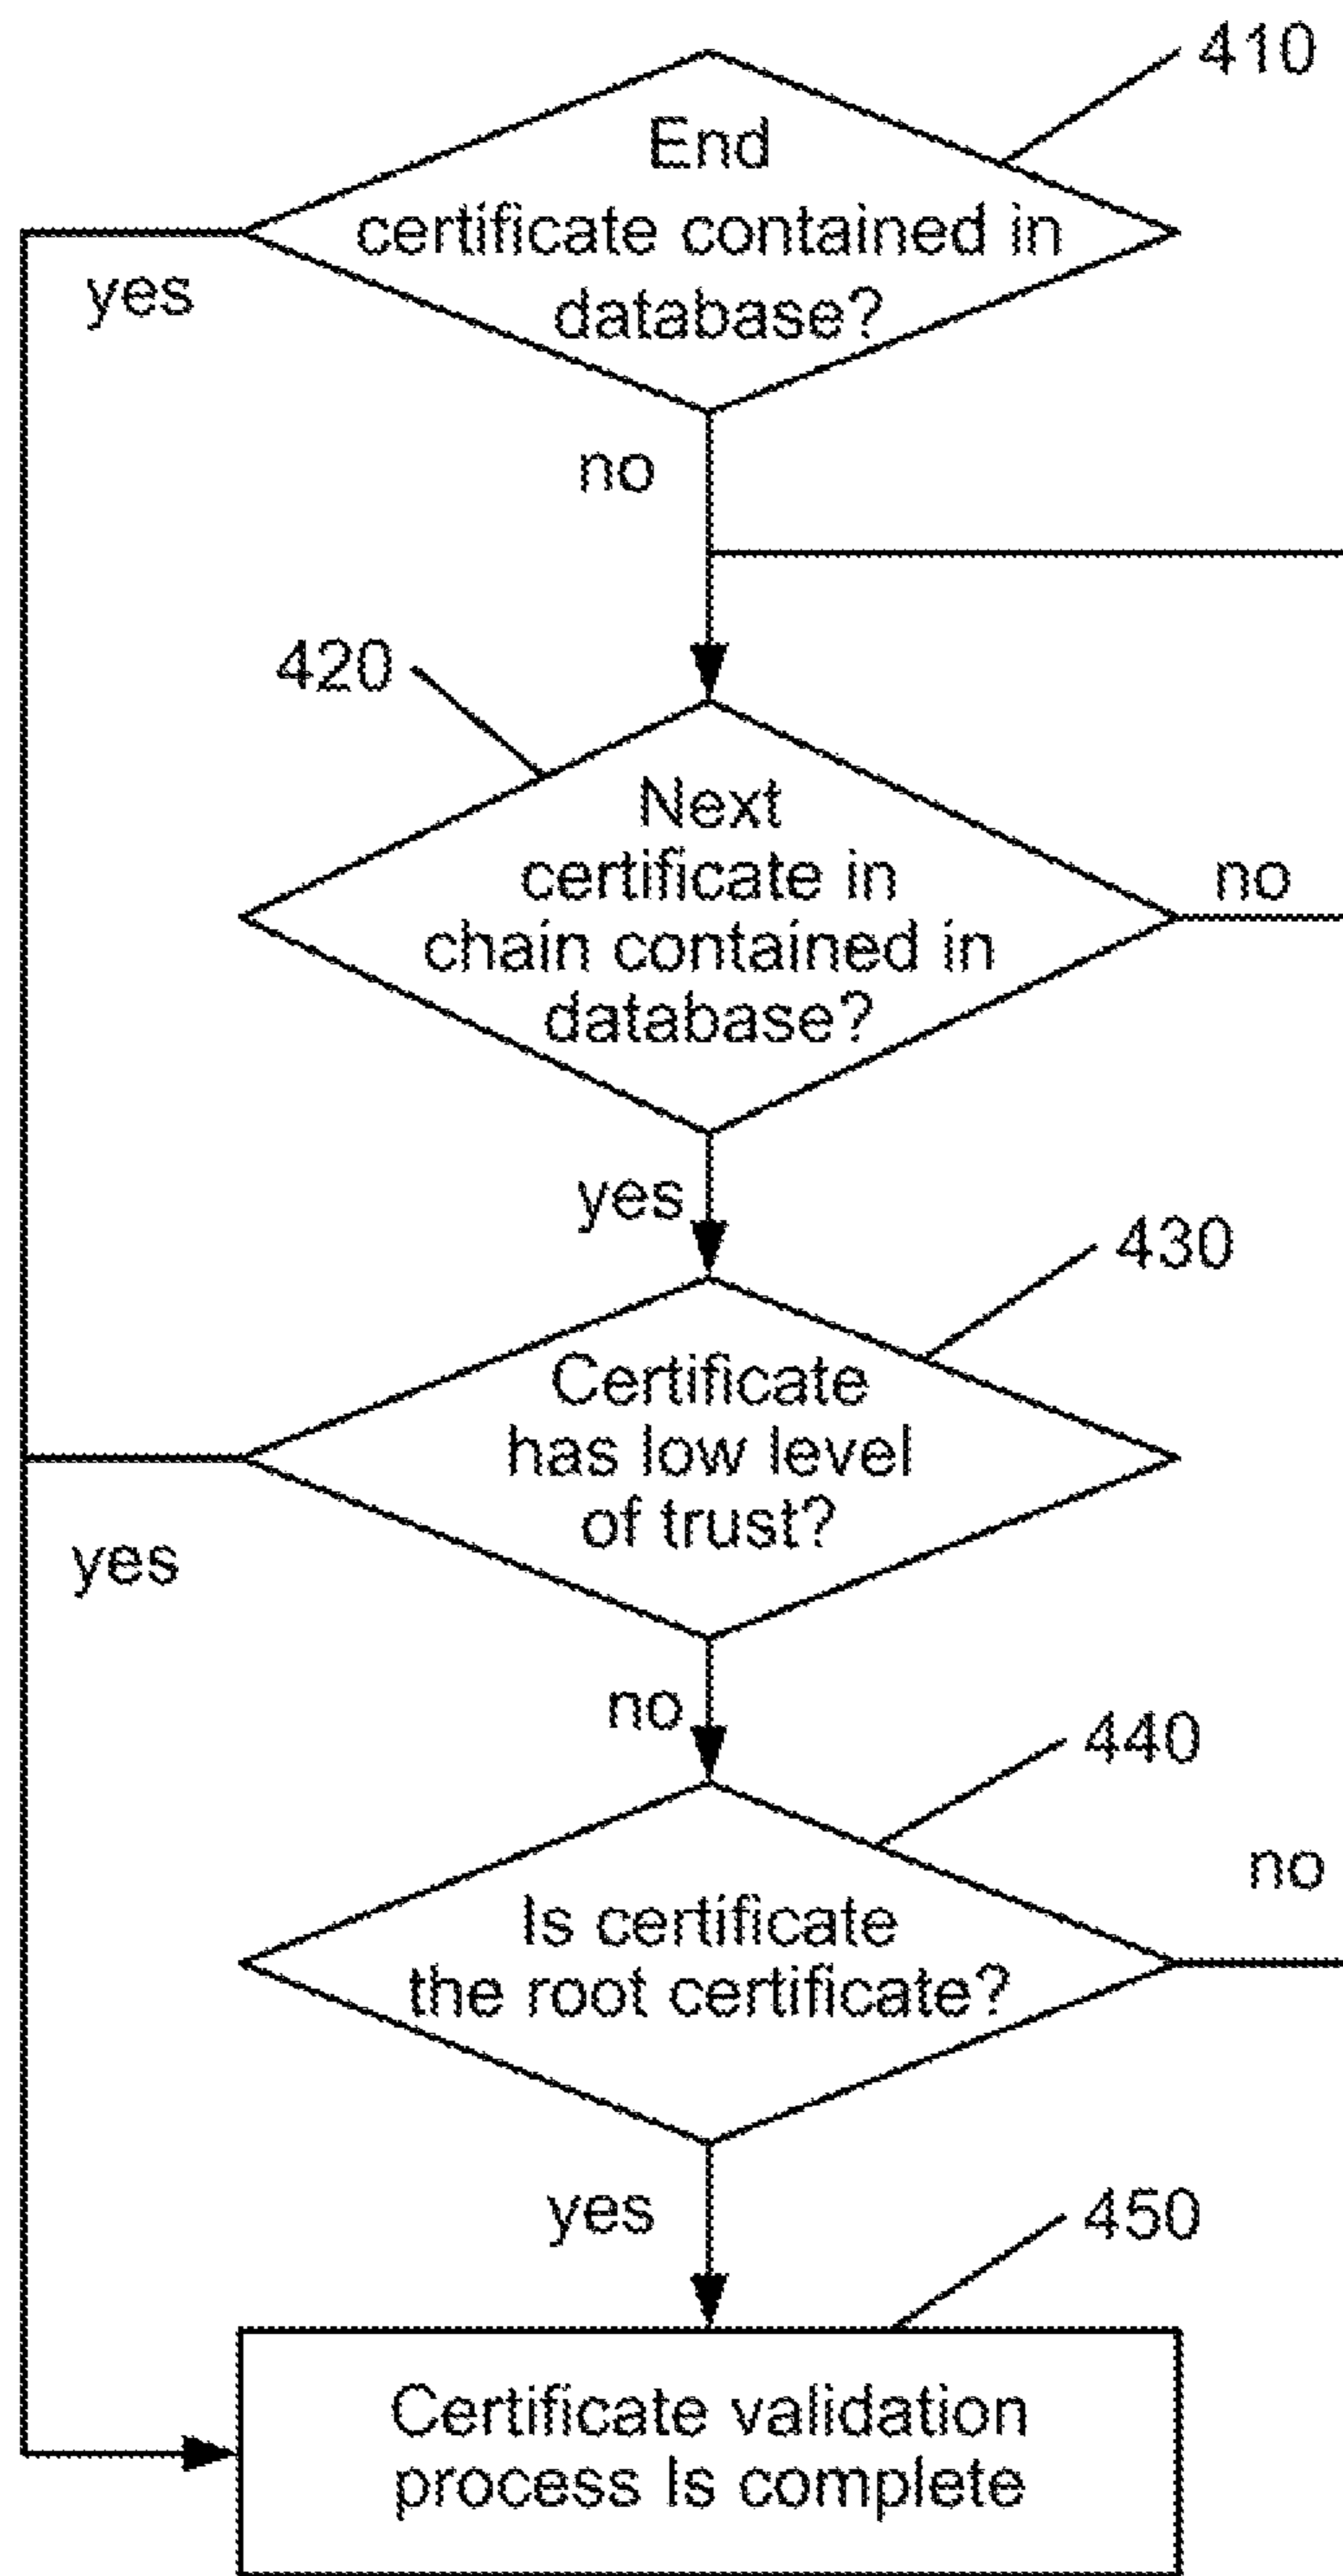 410
End
certificate contained in
database?
yes
no
420
Next
certificate in
chain contained in
database?
no
yes
430
Certificate
has low level
of trust?
yes
no
440
Is certificate
the root certificate?
no
yes
450
Certificate validation
process Is complete